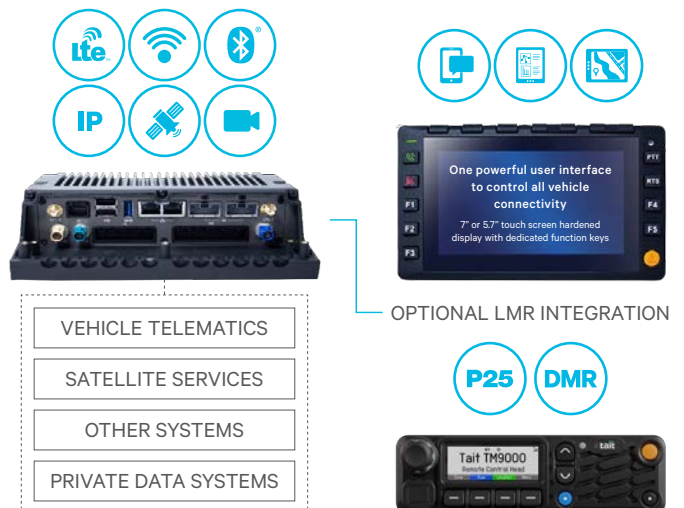 Lte
IP
One powerful user interface
to control all vehicle
connectivity
7" or 5.7" touch screen hardened
display with dedicated function keys
PTT
RTS
F1
F4
F2
F5
F3
OPTIONAL LMR INTEGRATION
VEHICLE TELEMATICS
SATELLITE SERVICES
OTHER SYSTEMS
PRIVATE DATA SYSTEMS
P25
DMR
tait
Tait TM9000
Remote Control Head